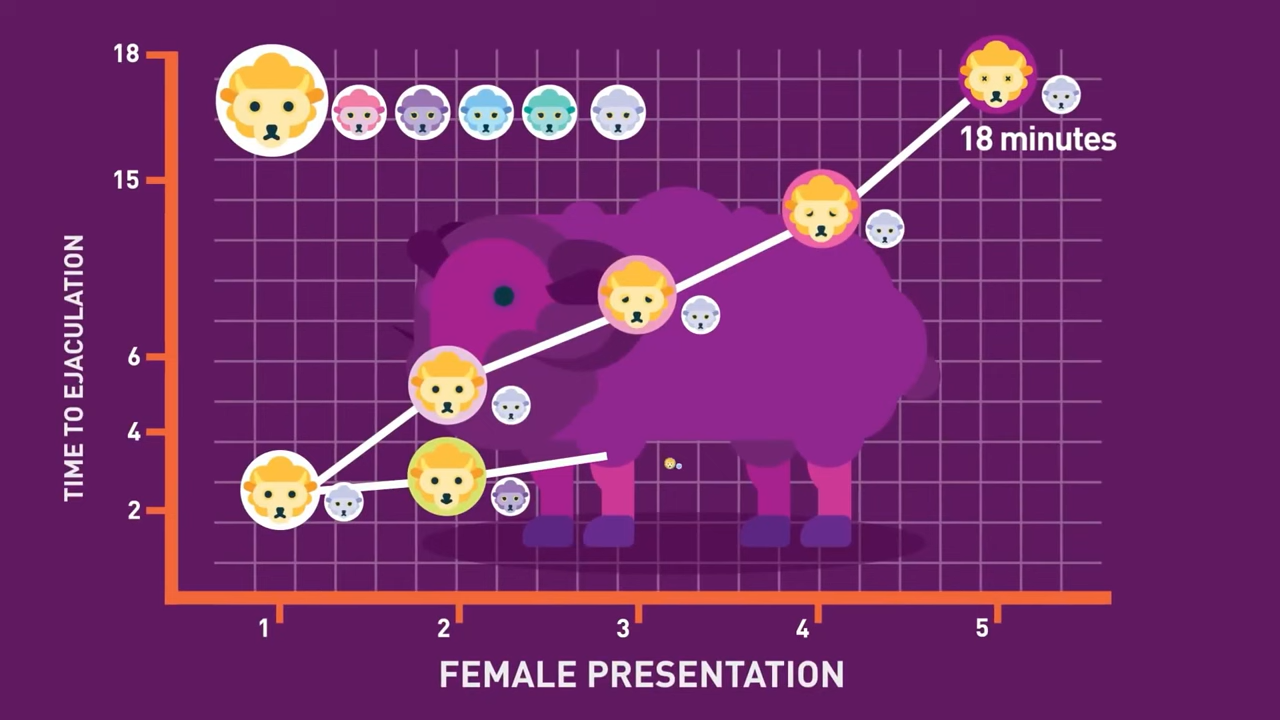 18
15
6
4
2
TIME TO EJACULATION
18 minutes
1 2 3 4 5
FEMALE PRESENTATION